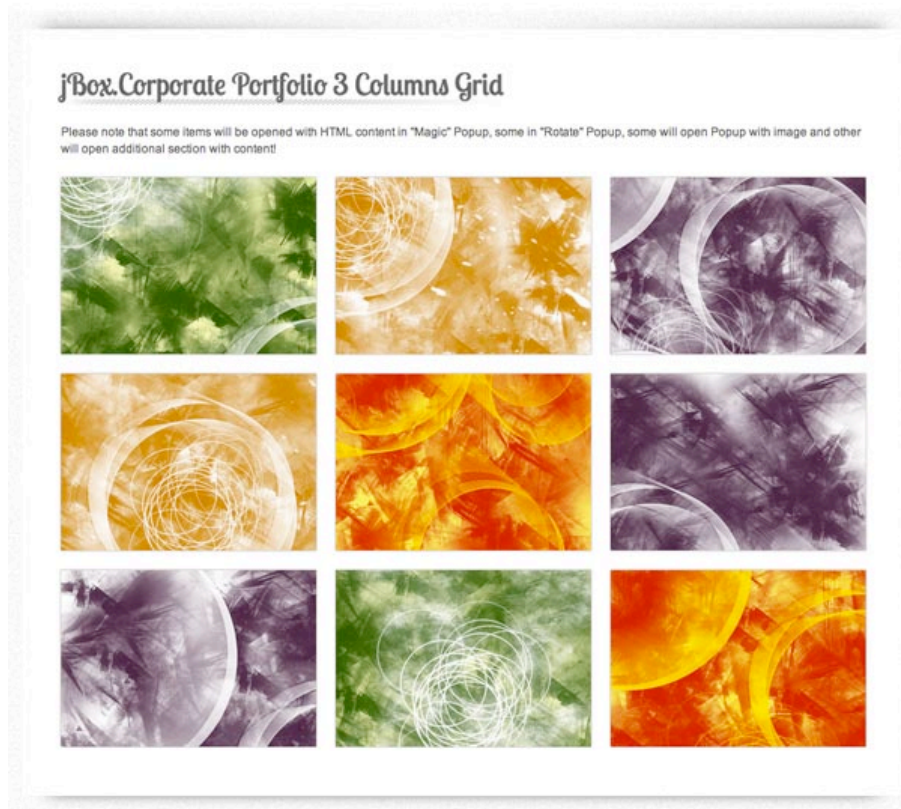 jBox.Corporate Portfolio 3 Columns Grid
Please note that some items will be opened with HTML content in "Magic" Popup, some in "Rotate" Popup, some will open Popup with image and other
will open additional section with content!